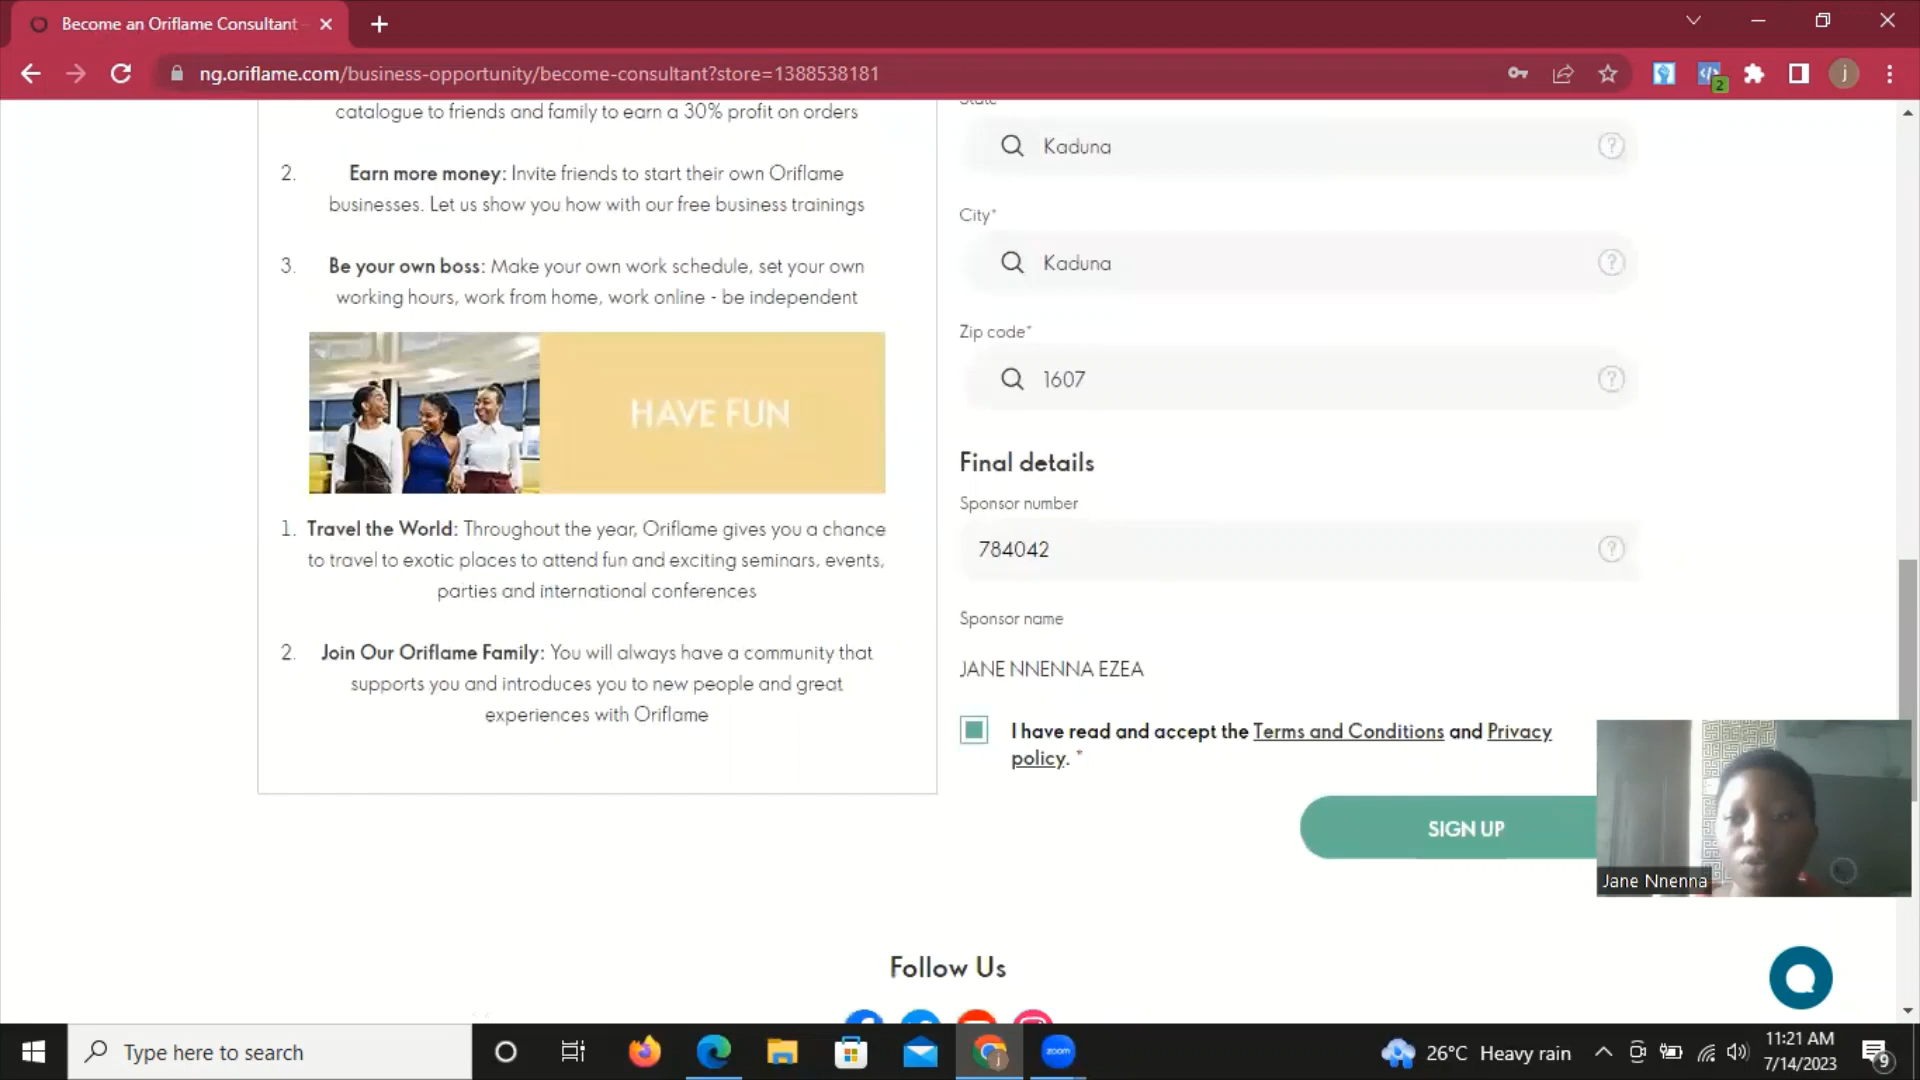 Become an Oriflame Consultant
ng.oriflame.com/business-opportunity/become-consultant?store=1388538181
2
j
catalogue to friends and family to earn a 30% profit on orders
2. Earn more money: Invite friends to start their own Oriflame
businesses. Let us show you how with our free business trainings
3. Be your own boss: Make your own work schedule, set your own
working hours, work from home, work online - be independent
HAVE FUN
1. Travel the World: Throughout the year, Oriflame gives you a chance
to travel to exotic places to attend fun and exciting seminars, events,
parties and international conferences
2. Join Our Oriflame Family: You will always have a community that
supports you and introduces you to new people and great
experiences with Oriflame
State
Kaduna
City*
Kaduna
Zip code*
1607
Final details
Sponsor number
784042
Sponsor name
JANE NNENNA EZEA
I have read and accept the Terms and Conditions and Privacy
policy. *
SIGN UP
Jane Nnenna
Follow Us
Type here to search
zoom
26°C Heavy rain
11:21 AM
7/14/2023
9